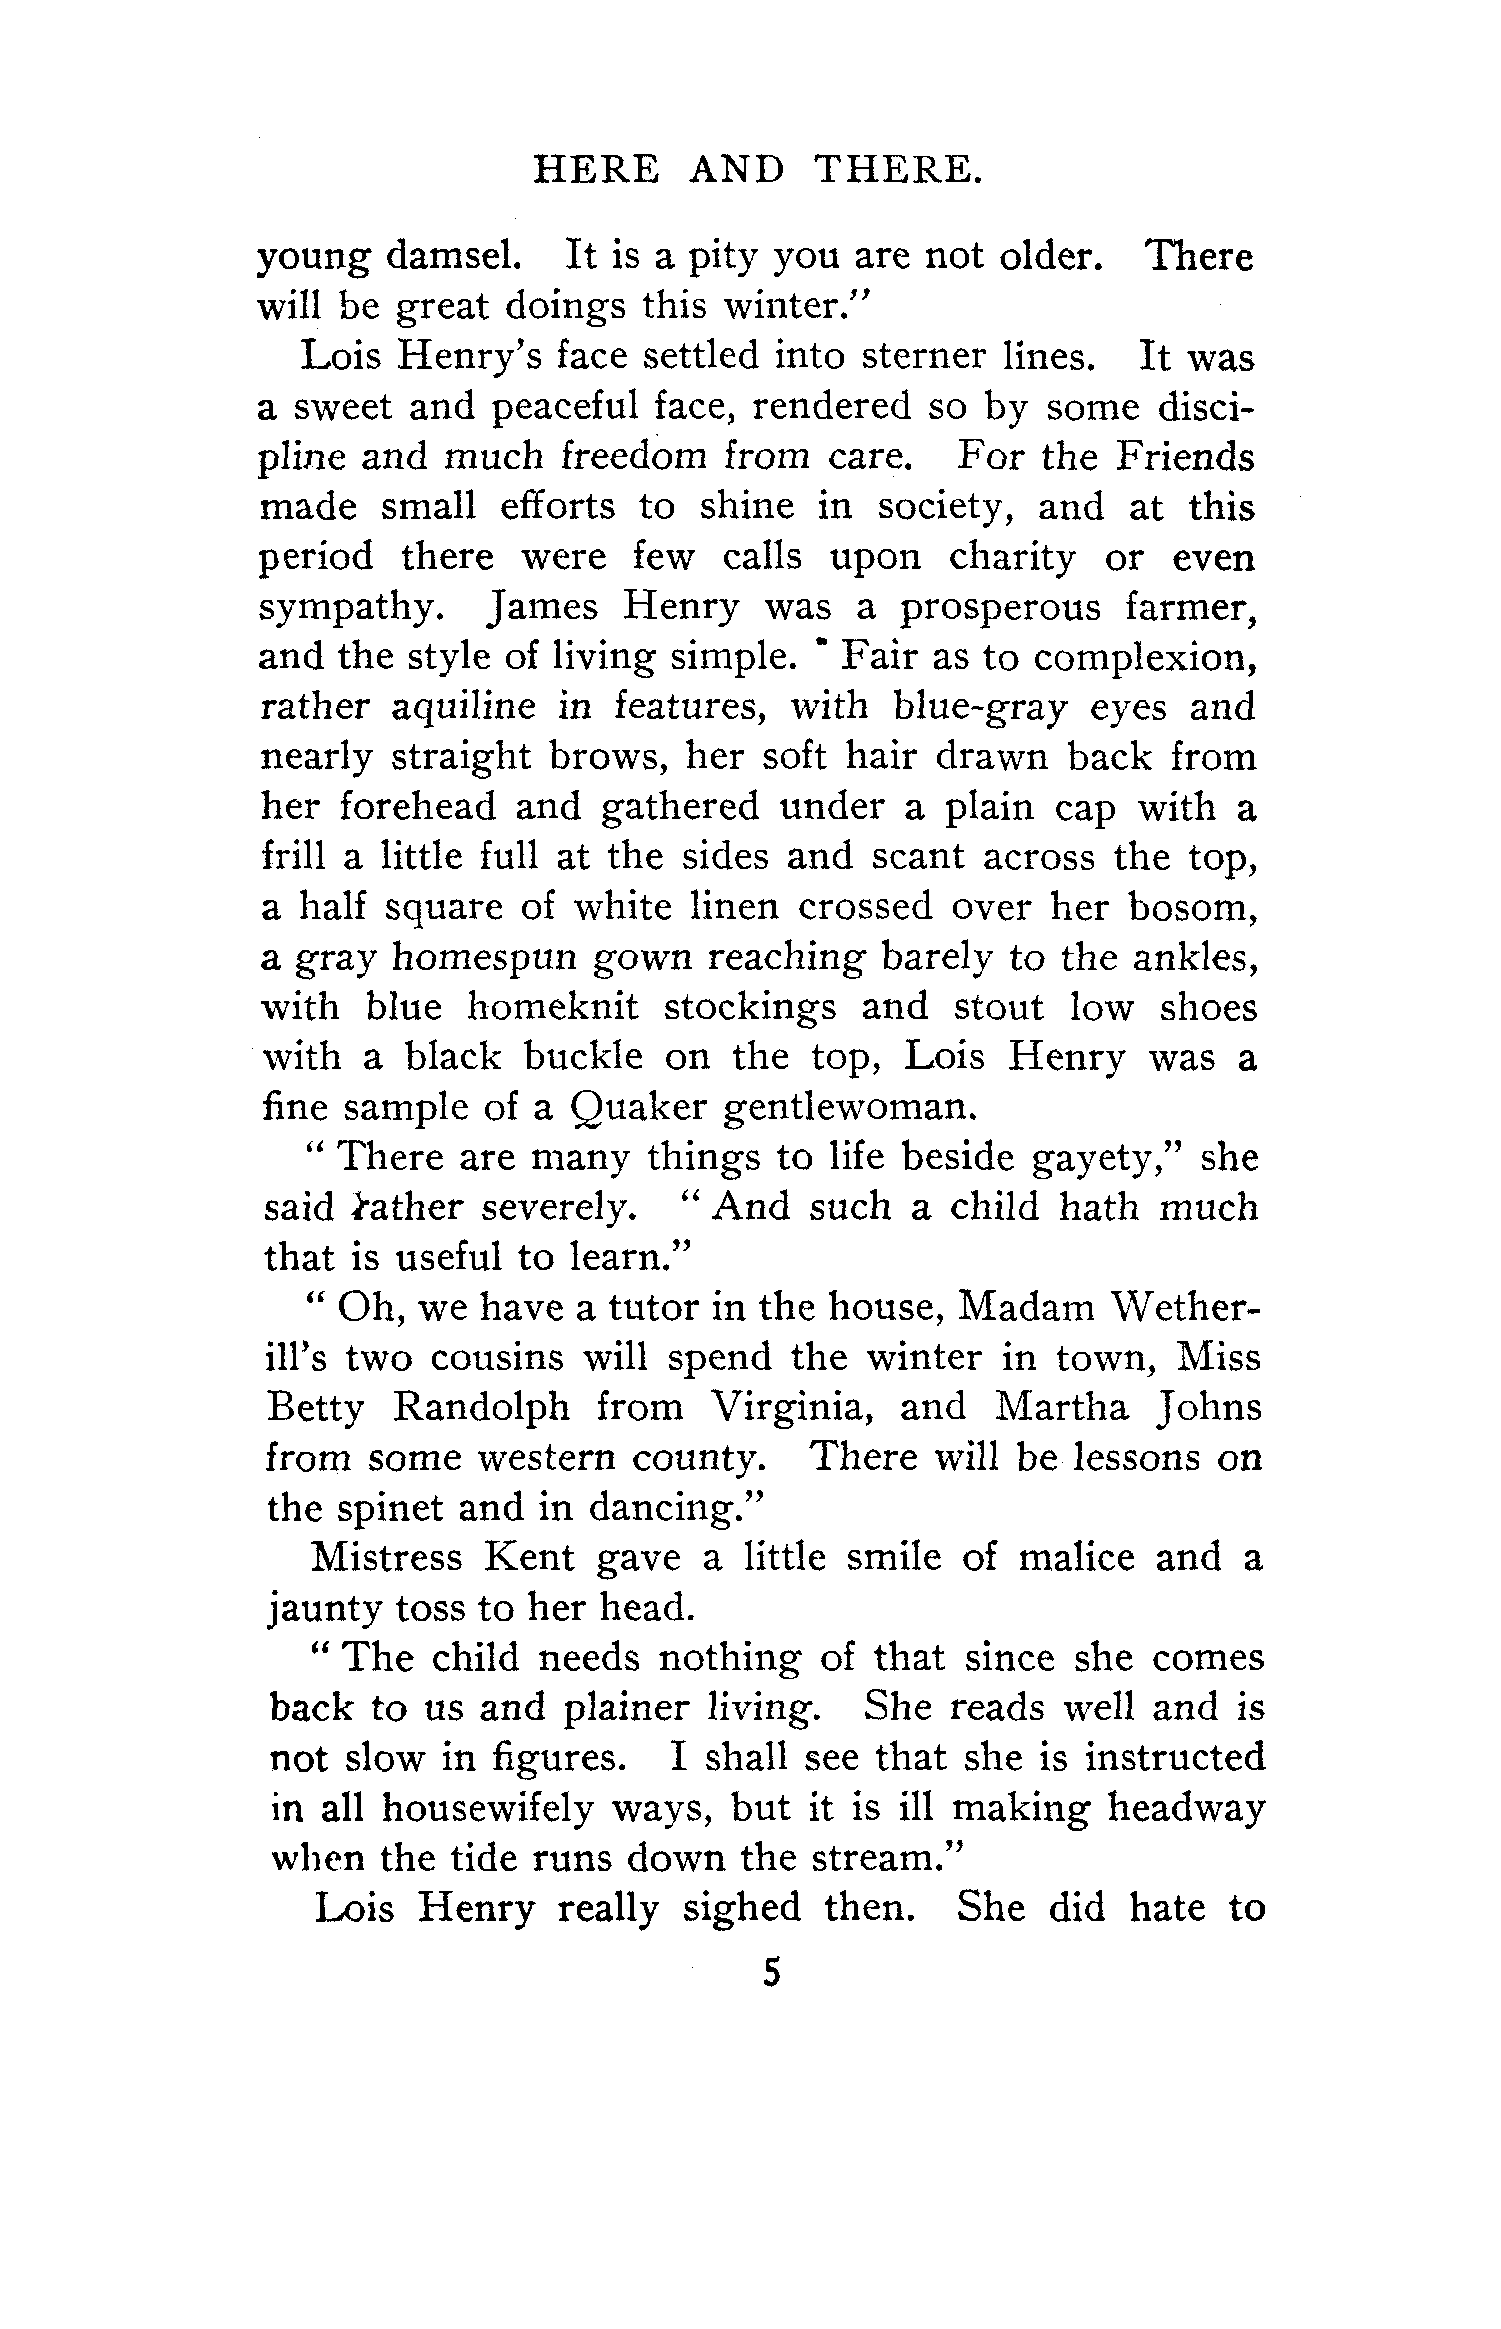 HERE AND THERE.
young damsel. It is a pity you are not older. There
will be great doings this winter."
Lois Henry's face settled into sterner lines. It was
a sweet and peaceful face, rendered so by some disci-
pline and much freedom from care. For the Friends
made small efforts to shine in society, and at this
period there were few calls upon charity or even
sympathy. James Henry was a prosperous farmer,
and the style of living simple. Fair as to complexion,
rather aquiline in features, with blue-gray eyes and
nearly straight brows, her soft hair drawn back from
her forehead and gathered under a plain cap with a
frill a little full at the sides and scant across the top,
a half square of white linen crossed over her bosom,
a gray homespun gown reaching barely to the ankles,
with blue homeknit stockings and stout low shoes
with a black buckle on the top, Lois Henry was a
fine sample of a Quaker gentlewoman.
"There are many things to life beside gayety," she
said rather severely. "And such a child hath much
that is useful to learn."
"Oh, we have a tutor in the house, Madam Wether-
ill's two cousins will spend the winter in town, Miss
Betty Randolph from Virginia, and Martha Johns
from some western county. There will be lessons on
the spinet and in dancing."
Mistress Kent gave a little smile of malice and a
jaunty toss to her head.
"The child needs nothing of that since she comes
back to us and plainer living. She reads well and is
not slow in figures. I shall see that she is instructed
in all housewifely ways, but it is ill making headway
when the tide runs down the stream."
Lois Henry really sighed then. She did hate to
5